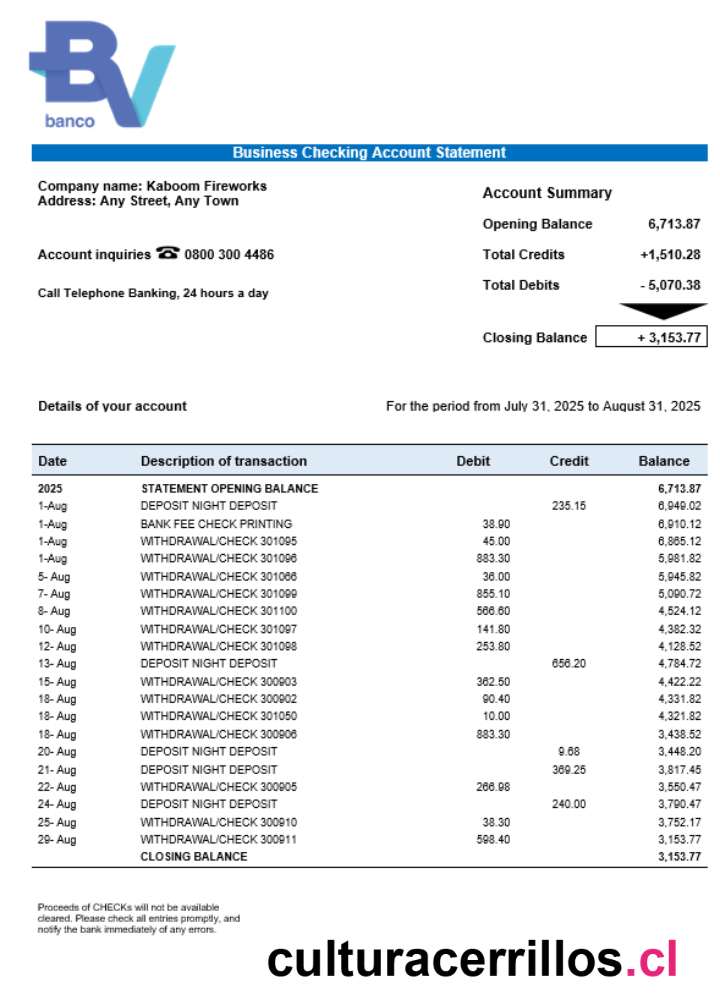 BV
banco
Business Checking Account Statement
Company name: Kaboom Fireworks
Address: Any Street, Any Town
Account inquiries ☎ 0800 300 4486
Call Telephone Banking, 24 hours a day
Account Summary
Opening Balance 6,713.87
Total Credits +1,510.28
Total Debits - 5,070.38
Closing Balance + 3,153.77
Details of your account For the period from July 31, 2025 to August 31, 2025
Date Description of transaction Debit Credit Balance
2025 STATEMENT OPENING BALANCE 6,713.87
1-Aug DEPOSIT NIGHT DEPOSIT 235.15 6,949.02
1-Aug BANK FEE CHECK PRINTING 38.90 6,910.12
1-Aug WITHDRAWAL/CHECK 301095 45.00 6,865.12
1-Aug WITHDRAWAL/CHECK 301096 883.30 5,981.82
5- Aug WITHDRAWAL/CHECK 301066 36.00 5,945.82
7- Aug WITHDRAWAL/CHECK 301099 855.10 5,090.72
8- Aug WITHDRAWAL/CHECK 301100 566.60 4,524.12
10- Aug WITHDRAWAL/CHECK 301097 141.80 4,382.32
12- Aug WITHDRAWAL/CHECK 301098 253.80 4,128.52
13- Aug DEPOSIT NIGHT DEPOSIT 656.20 4,784.72
15- Aug WITHDRAWAL/CHECK 300903 362.50 4,422.22
18- Aug WITHDRAWAL/CHECK 300902 90.40 4,331.82
18- Aug WITHDRAWAL/CHECK 301050 10.00 4,321.82
18- Aug WITHDRAWAL/CHECK 300906 883.30 3,438.52
20- Aug DEPOSIT NIGHT DEPOSIT 9.68 3,448.20
21- Aug DEPOSIT NIGHT DEPOSIT 369.25 3,817.45
22- Aug WITHDRAWAL/CHECK 300905 266.98 3,550.47
24- Aug DEPOSIT NIGHT DEPOSIT 240.00 3,790.47
25- Aug WITHDRAWAL/CHECK 300910 38.30 3,752.17
29- Aug WITHDRAWAL/CHECK 300911 598.40 3,153.77
CLOSING BALANCE 3,153.77
Proceeds of CHECKs will not be available
cleared. Please check all entries promptly, and
notify the bank immediately of any errors.
culturacerrillos.cl